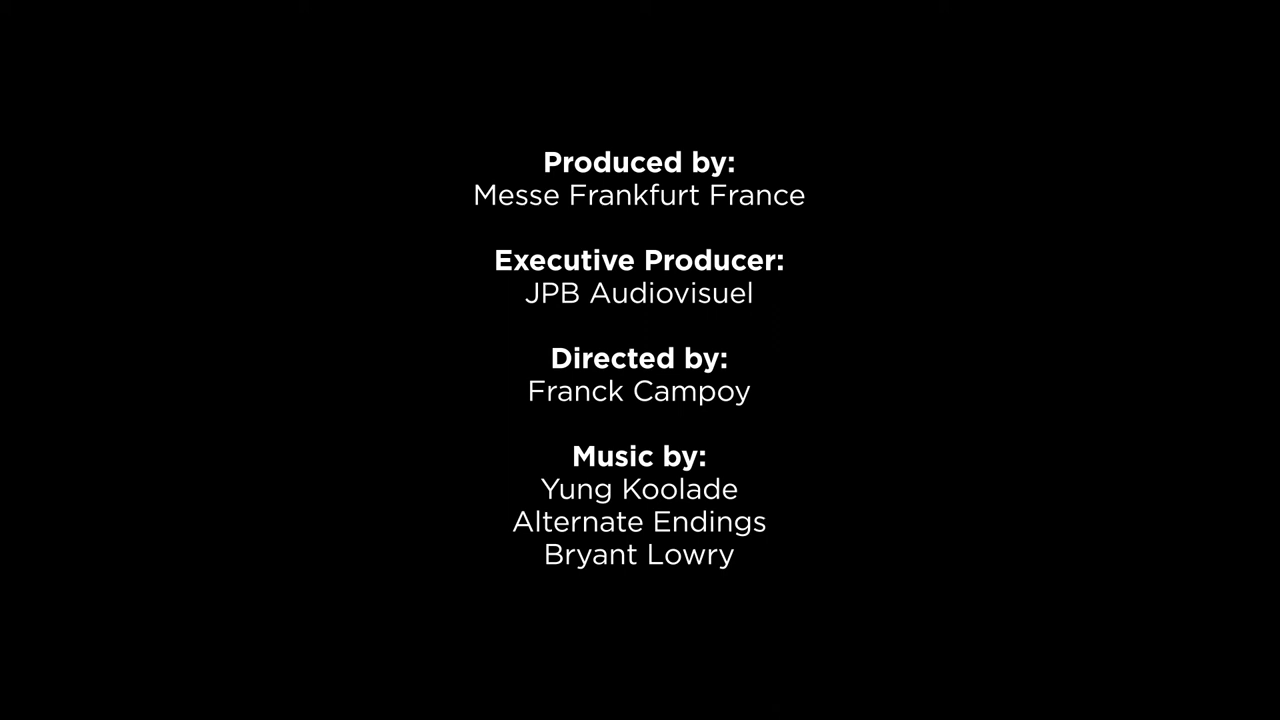 Produced by:
Messe Frankfurt France
Executive Producer:
JPB Audiovisuel
Directed by:
Franck Campoy
Music by:
Yung Koolade
Alternate Endings
Bryant Lowry